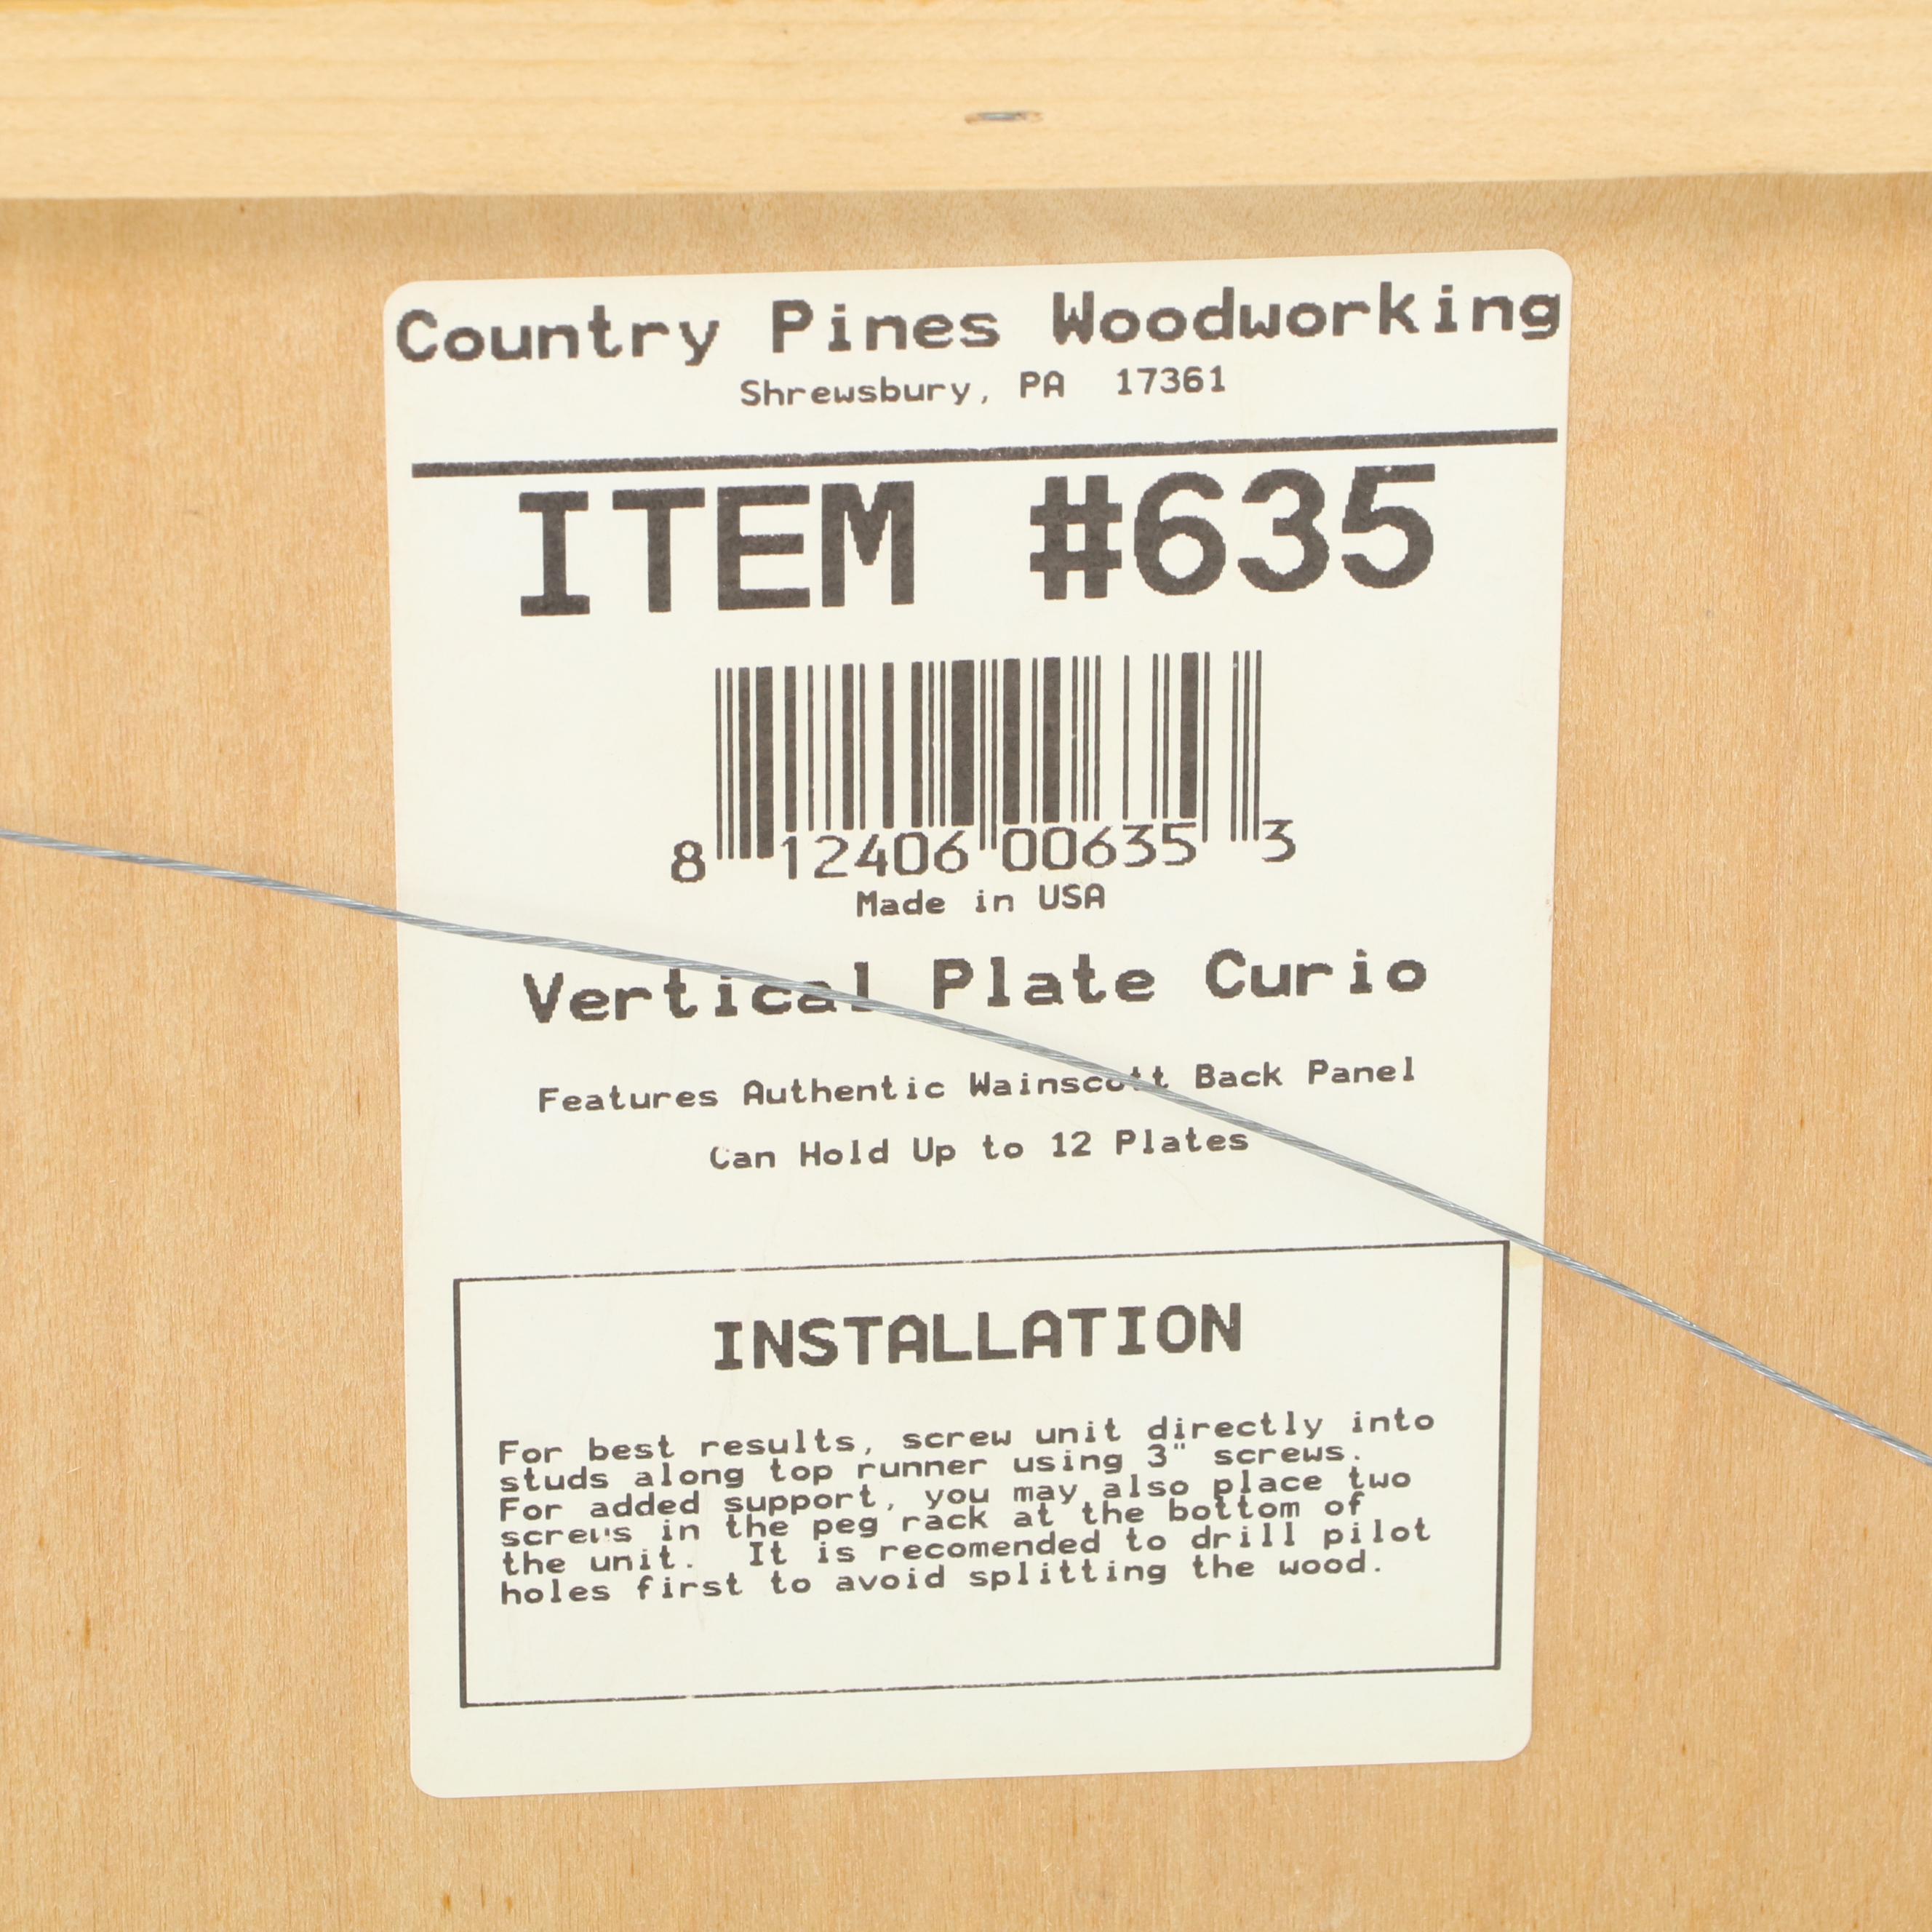 Country Pines Woodworking
Shrewsbury, PA 17361
ITEM #635
8 12406 00635 3
Made in USA
Vertical Plate Curio
Features Authentic Wainscott Back Panel
Can Hold Up to 12 Plates
INSTALLATION
For best results, screw unit directly into
studs along top runner using 3" screws.
For added support, you may also place two
screws in the peg rack at the bottom of
the unit. It is recomended to drill pilot
holes first to avoid splitting the wood.